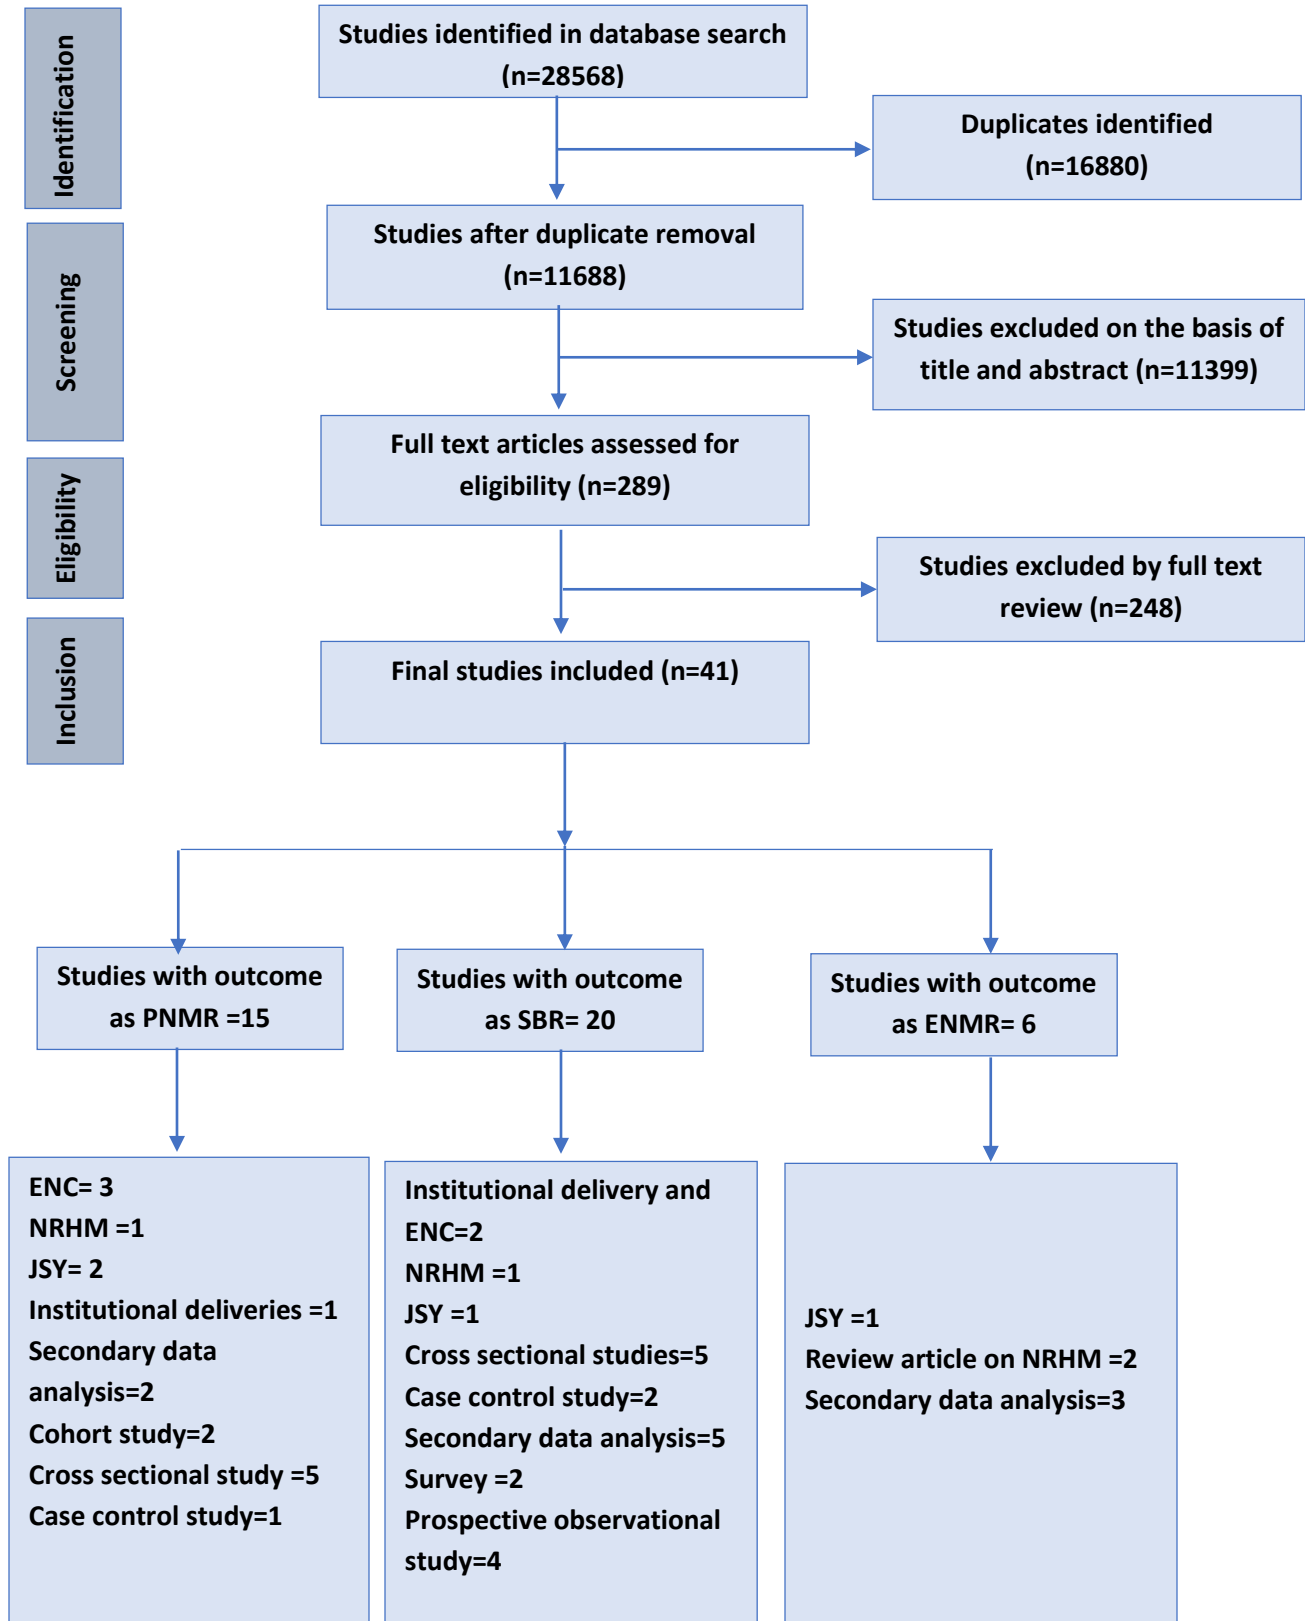 Identification
Studies identified in database search
(n=28568)
Duplicates identified
(n=16880)
Screening
Studies after duplicate removal
(n=11688)
Studies excluded on the basis of
title and abstract (n=11399)
Eligibility
Full text articles assessed for
eligibility (n=289)
Studies excluded by full text
review (n=248)
Inclusion
Final studies included (n=41)
Studies with outcome
as PNMR =15
Studies with outcome
as SBR= 20
Studies with outcome
as ENMR= 6
ENC= 3
NRHM =1
JSY= 2
Institutional deliveries =1
Secondary data
analysis=2
Cohort study=2
Cross sectional study =5
Case control study=1
Institutional delivery and
ENC=2
NRHM =1
JSY =1
Cross sectional studies=5
Case control study=2
Secondary data analysis=5
Survey =2
Prospective observational
study=4
JSY =1
Review article on NRHM =2
Secondary data analysis=3